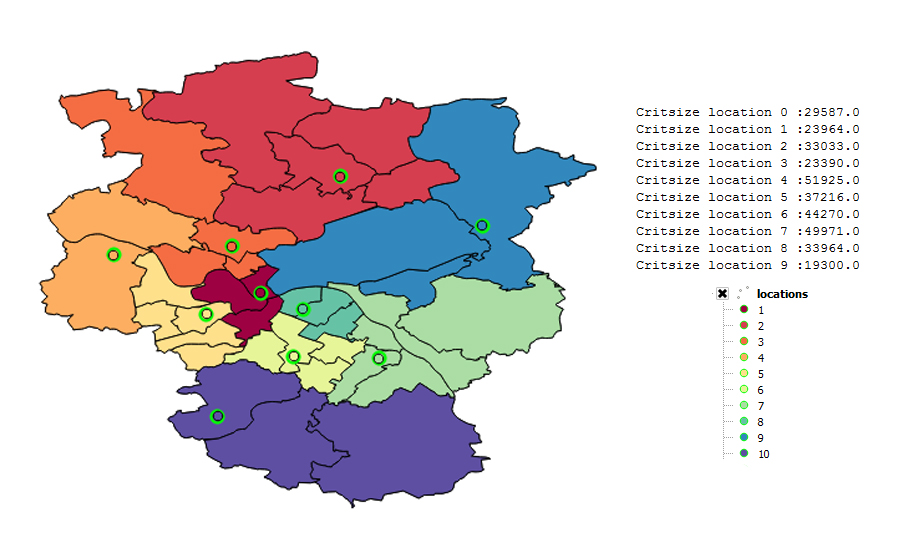 Critsize location 0 :29587.0
Critsize location 1 :23964.0
Critsize location 2 :33033.0
Critsize location 3 :23390.0
Critsize location 4 :51925.0
Critsize location 5 :37216.0
Critsize location 6 :44270.0
Critsize location 7 :49971.0
Critsize location 8 :33964.0
Critsize location 9 :19300.0
locations
1
2
3
4
5
6
7
8
9
10